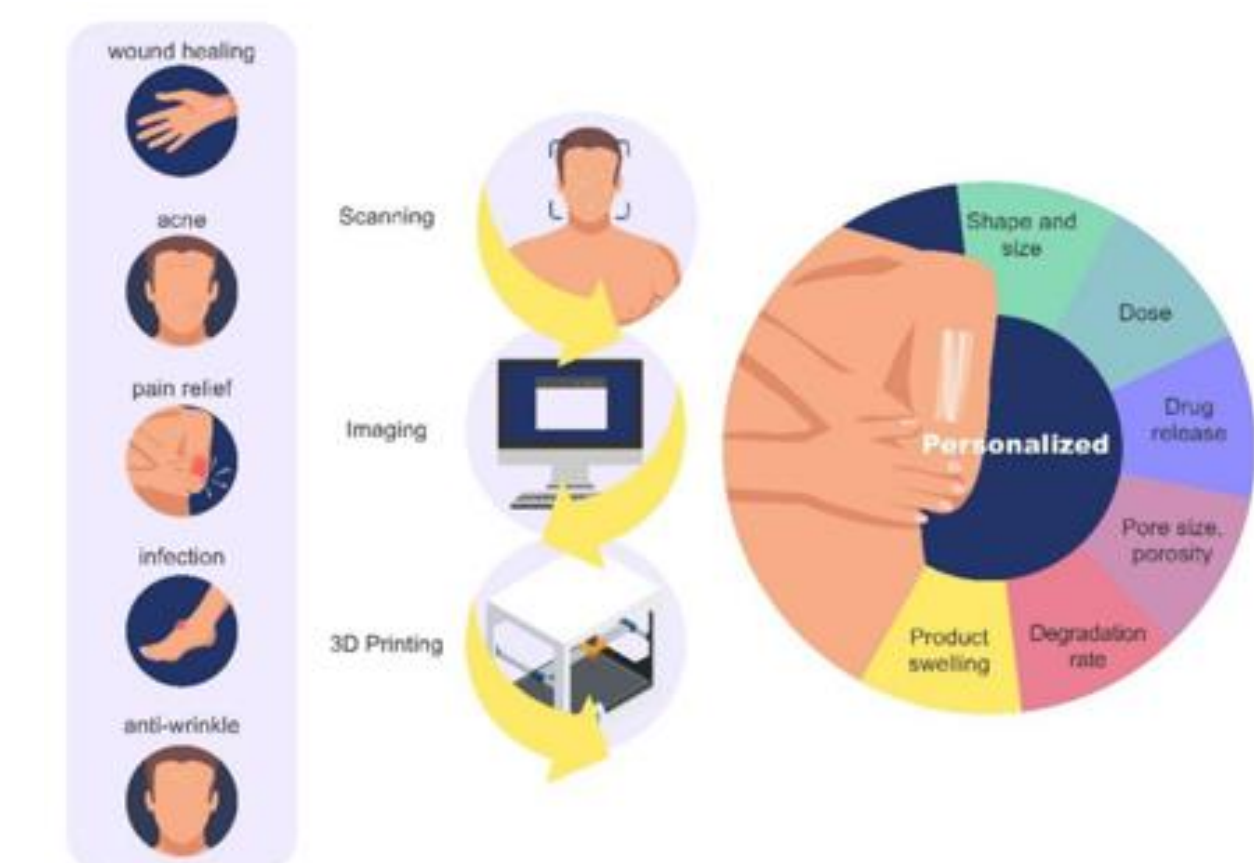 wound healing
acne
pain relief
infection
anti-wrinkle
Scanning
Imaging
3D Printing
Shape and
size
Dose
Drug
release
Pore size,
porosity
Degradation
rate
Product
swelling
Personalized